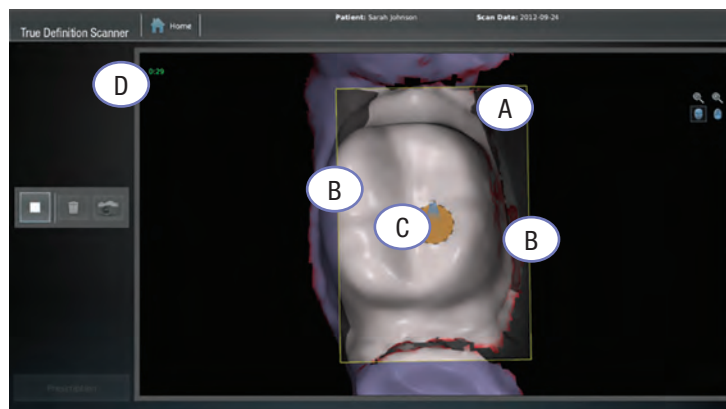 Patient: Sarah Johnson Scan Date: 2012-09-24
True Definition Scanner Home
D
0:29
A
B
C
B